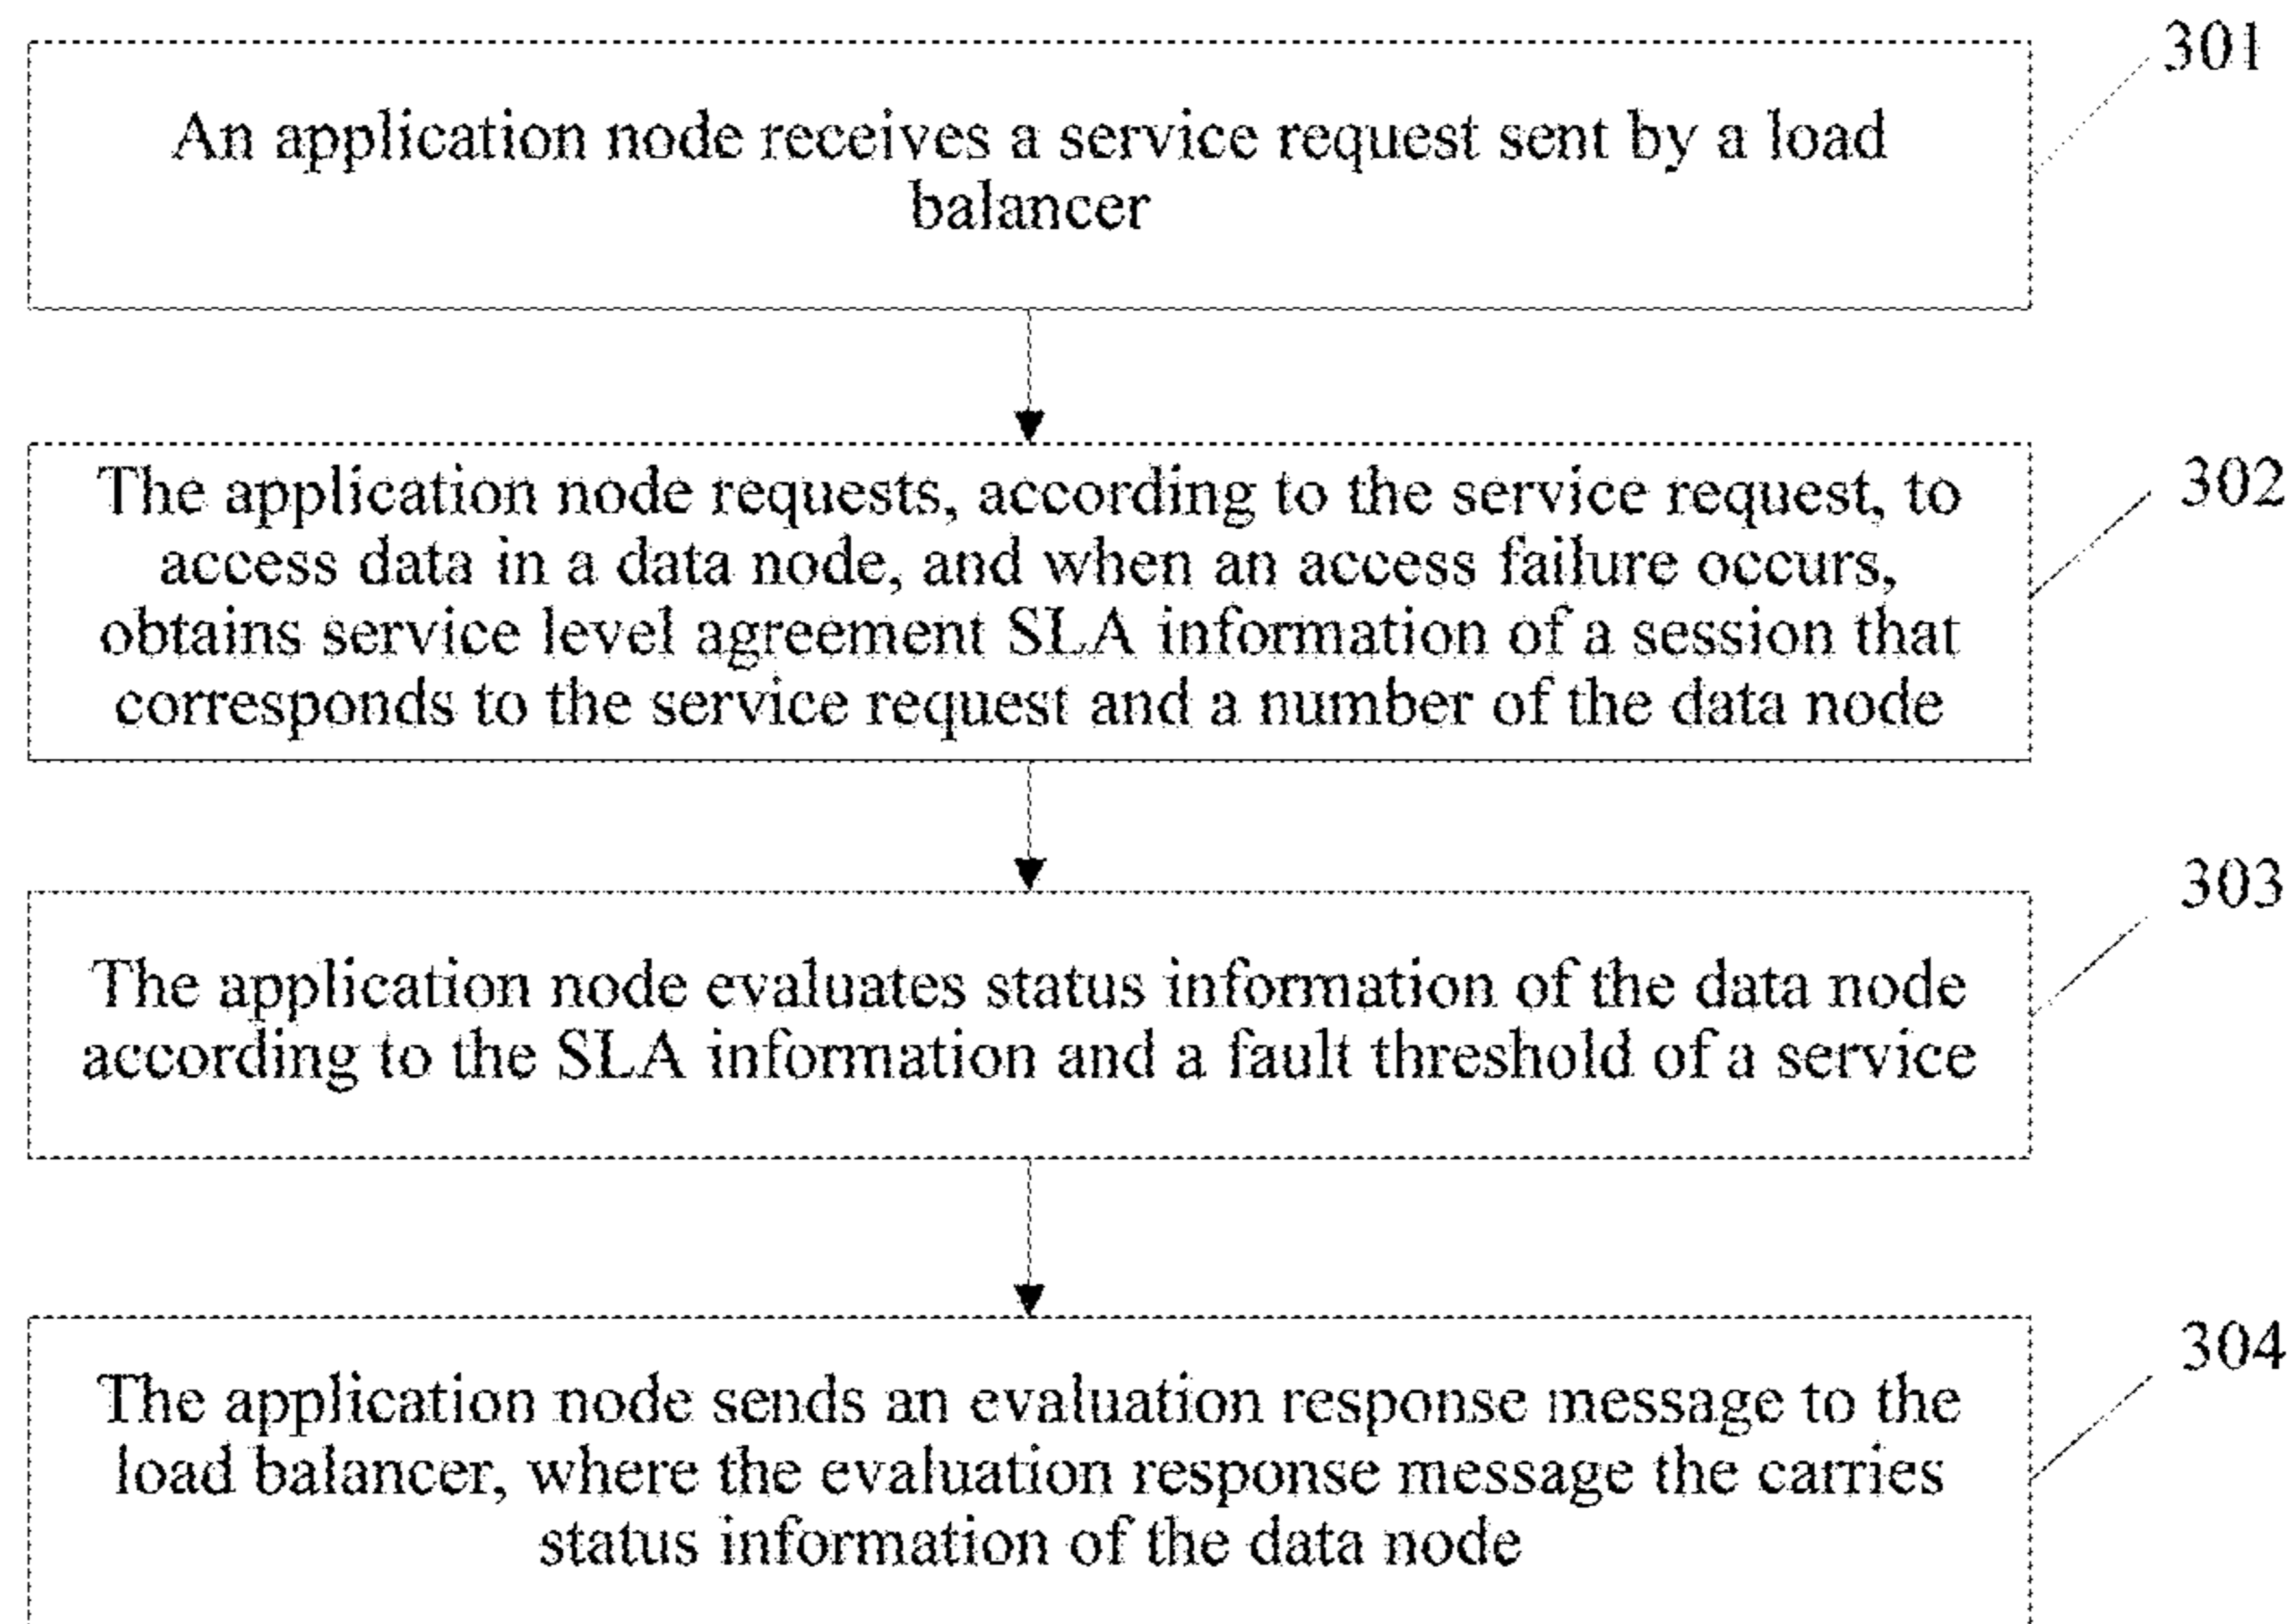 301
An application node receives a service request sent by a load
balancer
302
The application node requests, according to the service request, to
access data in a data node, and when an access failure occurs,
obtains service level agreement SLA information of a session that
corresponds to the service request and a number of the data node
303
The application node evaluates status information of the data node
according to the SLA information and a fault threshold of a service
304
The application node sends an evaluation response message to the
load balancer, where the evaluation response message the carries
status information of the data node